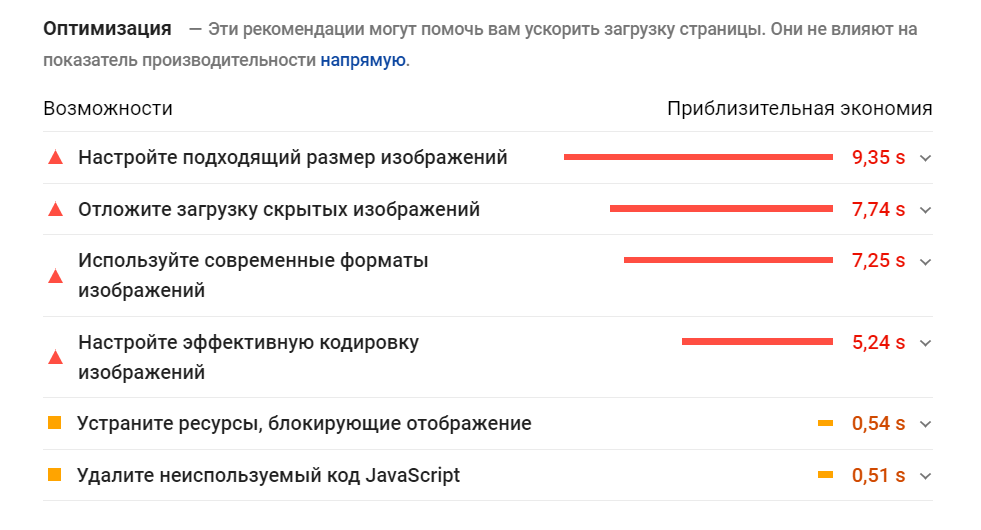 Оптимизация — Эти рекомендации могут помочь вам ускорить загрузку страницы. Они не влияют на
показатель производительности напрямую.
Возможности Приблизительная экономия
Настройте подходящий размер изображений 9,35 s
Отложите загрузку скрытых изображений 7,74 s
Используйте современные форматы 7,25 s
изображений
Настройте эффективную кодировку 5,24 s
изображений
Устраните ресурсы, блокирующие отображение 0,54 s
Удалите неиспользуемый код JavaScript 0,51 s